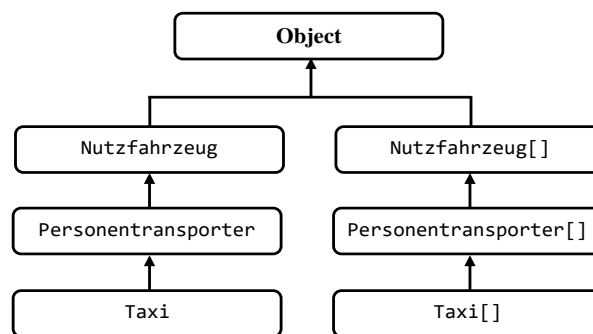 Object
Nutzfahrzeug
Nutzfahrzeug[]
Personentransporter
Personentransporter[]
Taxi
Taxi[]